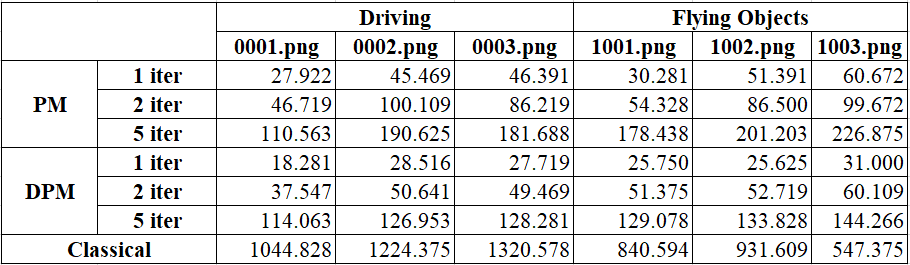 Driving Flying Objects
0001.png 0002.png 0003.png 1001.png 1002.png 1003.png
PM 1 iter 27.922 45.469 46.391 30.281 51.391 60.672
2 iter 46.719 100.109 86.219 54.328 86.500 99.672
5 iter 110.563 190.625 181.688 178.438 201.203 226.875
DPM 1 iter 18.281 28.516 27.719 25.750 25.625 31.000
2 iter 37.547 50.641 49.469 51.375 52.719 60.109
5 iter 114.063 126.953 128.281 129.078 133.828 144.266
Classical 1044.828 1224.375 1320.578 840.594 931.609 547.375